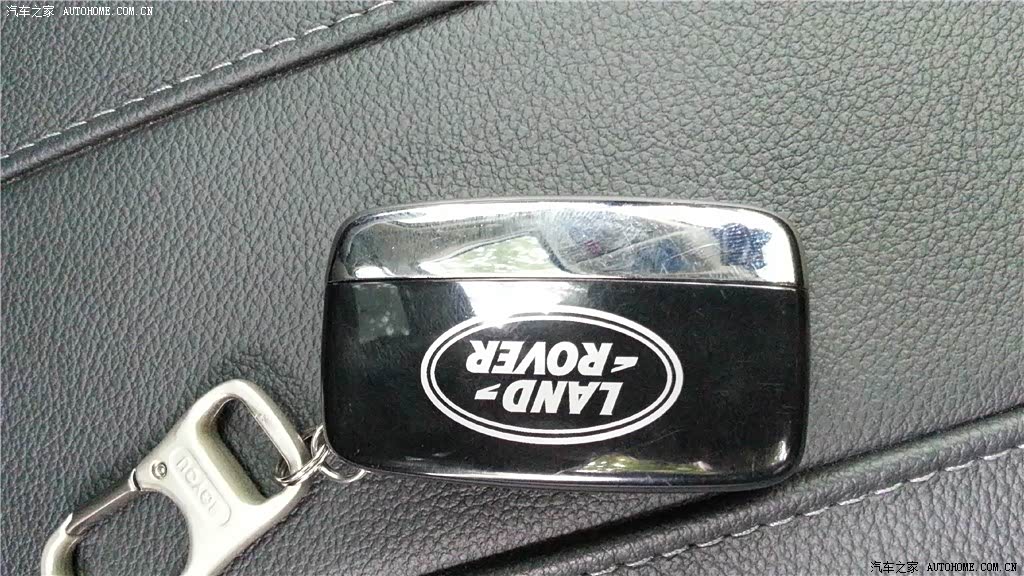 汽车之家 AUTOHOME.COM.CN
LAND
ROVER
汽车之家 AUTOHOME.COM.CN